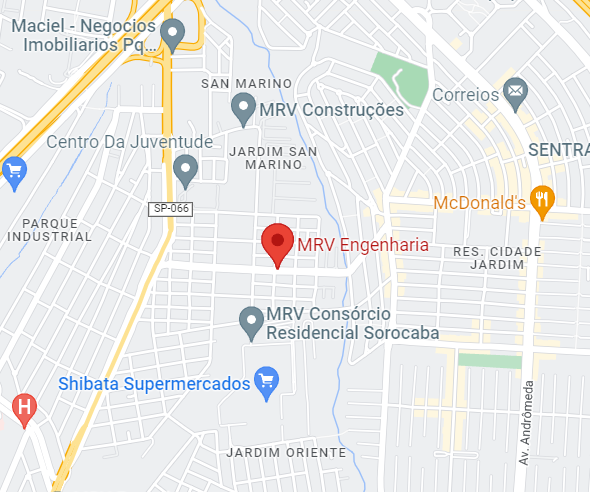 Maciel - Negocios
Imobiliarios Pq...
SAN MARINO
MRV Construções
Correios
Centro Da Juventude
JARDIM SAN
MARINO
SENTRA
McDonald's
SP-066
PARQUE
INDUSTRIAL
MRV Engenharia
RES. CIDADE
JARDIM
MRV Consórcio
Residencial Sorocaba
Shibata Supermercados
H
Av. Andrômeda
JARDIM ORIENTE